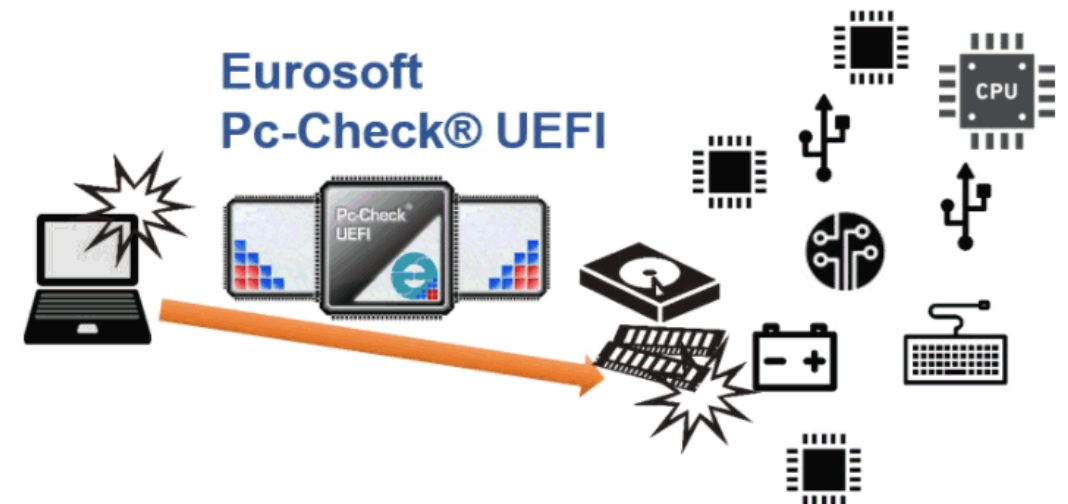 Eurosoft
Pc-Check® UEFI
Pc-Check®
UEFI
CPU